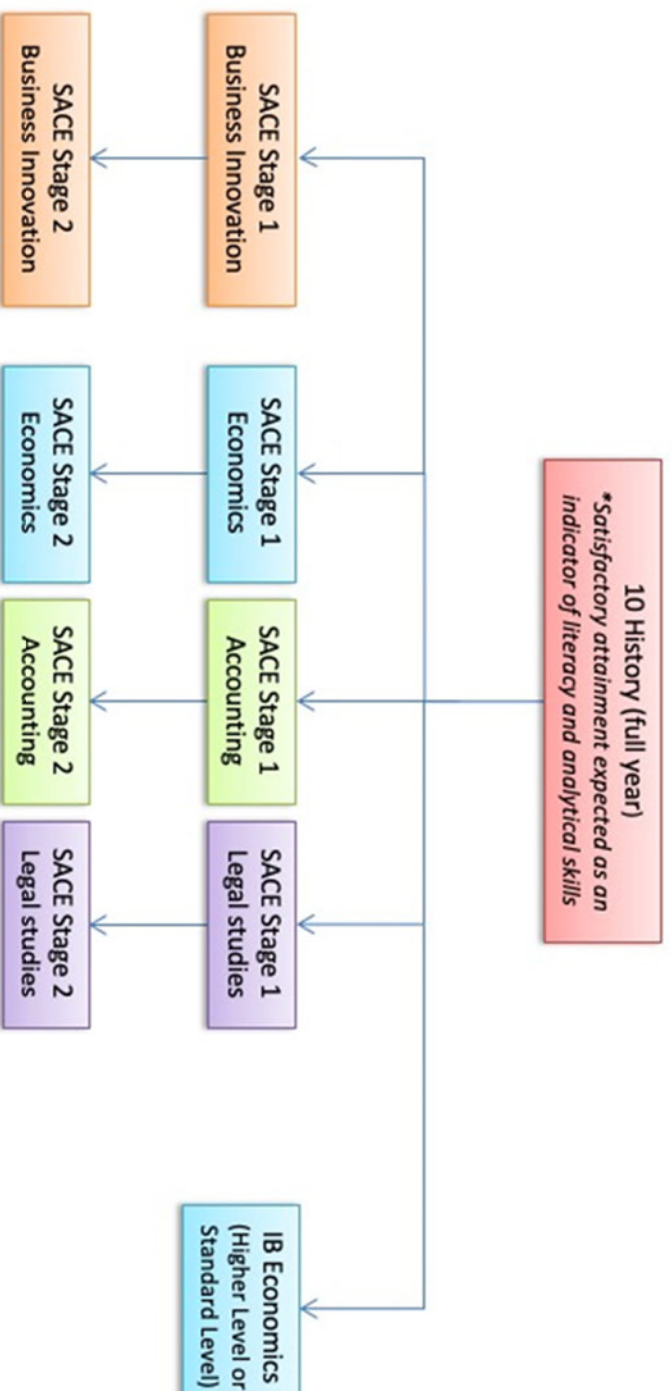 10 History (full year)
*Satisfactory attainment expected as an
indicator of literacy and analytical skills
SACE Stage 1
Business Innovation
SACE Stage 1
Economics
SACE Stage 1
Accounting
SACE Stage 1
Legal studies
IB Economics
(Higher Level or
Standard Level)
SACE Stage 2
Business Innovation
SACE Stage 2
Economics
SACE Stage 2
Accounting
SACE Stage 2
Legal studies